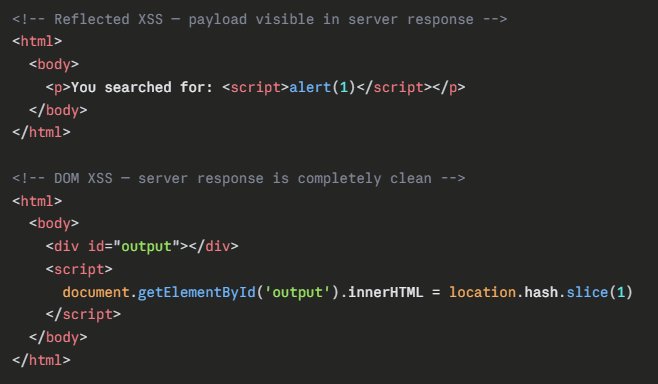 <!-- Reflected XSS — payload visible in server response -->
<html>
  <body>
    <p>You searched for: <script>alert(1)</script></p>
  </body>
</html>

<!-- DOM XSS — server response is completely clean -->
<html>
  <body>
    <div id="output"></div>
    <script>
      document.getElementById('output').innerHTML = location.hash.slice(1)
    </script>
  </body>
</html>